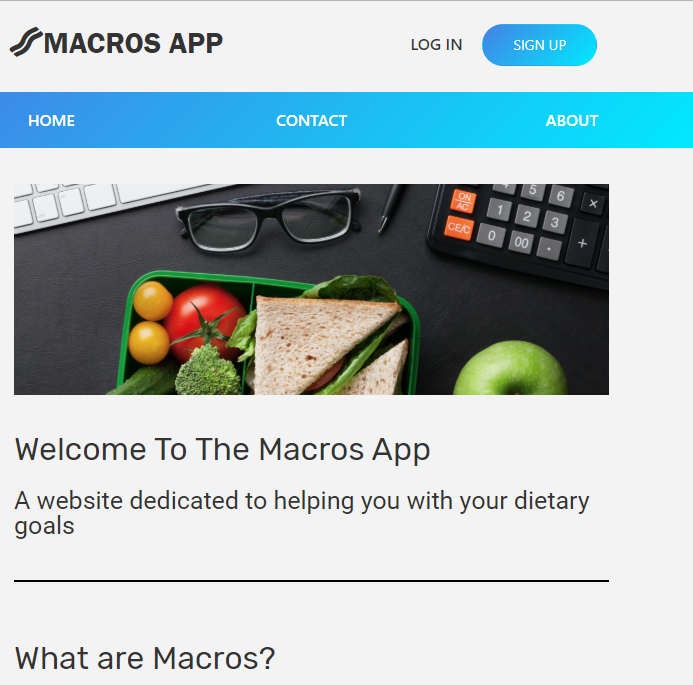 MACROS APP
LOG IN
SIGN UP
HOME
CONTACT
ABOUT
ON
AC
CE/C
4
5
6
×
1
2
3
0
00
.
+
Welcome To The Macros App
A website dedicated to helping you with your dietary
goals
What are Macros?